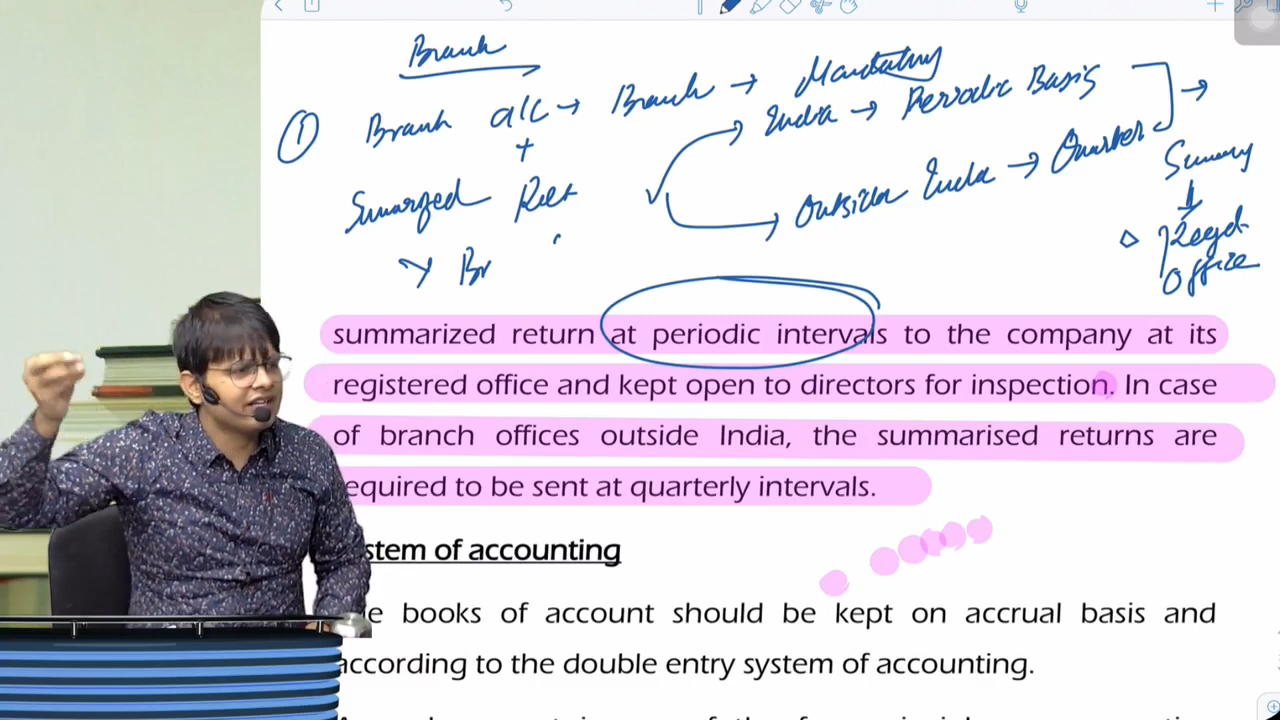 Branch
① Branch a/c → Branch → Mandatory
+
India → Periodic Basis →
Outside India → Quarter
Summary
Regd.
Office
Br
summarized return at periodic intervals to the company at its
registered office and kept open to directors for inspection. In case
of branch offices outside India, the summarised returns are
equired to be sent at quarterly intervals.
stem of accounting
e books of account should be kept on accrual basis and
according to the double entry system of accounting.